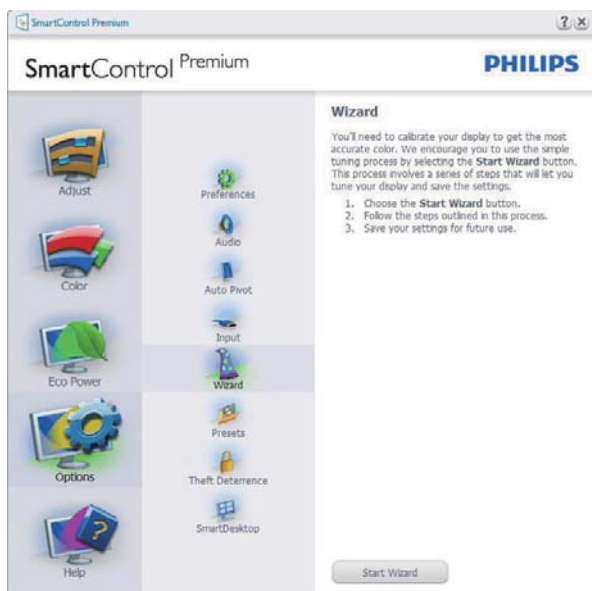 SmartControl Premium
? X
SmartControl Premium
PHILIPS
Adjust
Color
Eco Power
Options
Help
Preferences
Audio
Auto Pivot
Input
Wizard
Presets
Theft Deterrence
SmartDesktop
Wizard
You'll need to calibrate your display to get the most
accurate color. We encourage you to use the simple
tuning process by selecting the Start Wizard button.
This process involves a series of steps that will let you
tune your display and save the settings.
1. Choose the Start Wizard button.
2. Follow the steps outlined in this process.
3. Save your settings for future use.
Start Wizard